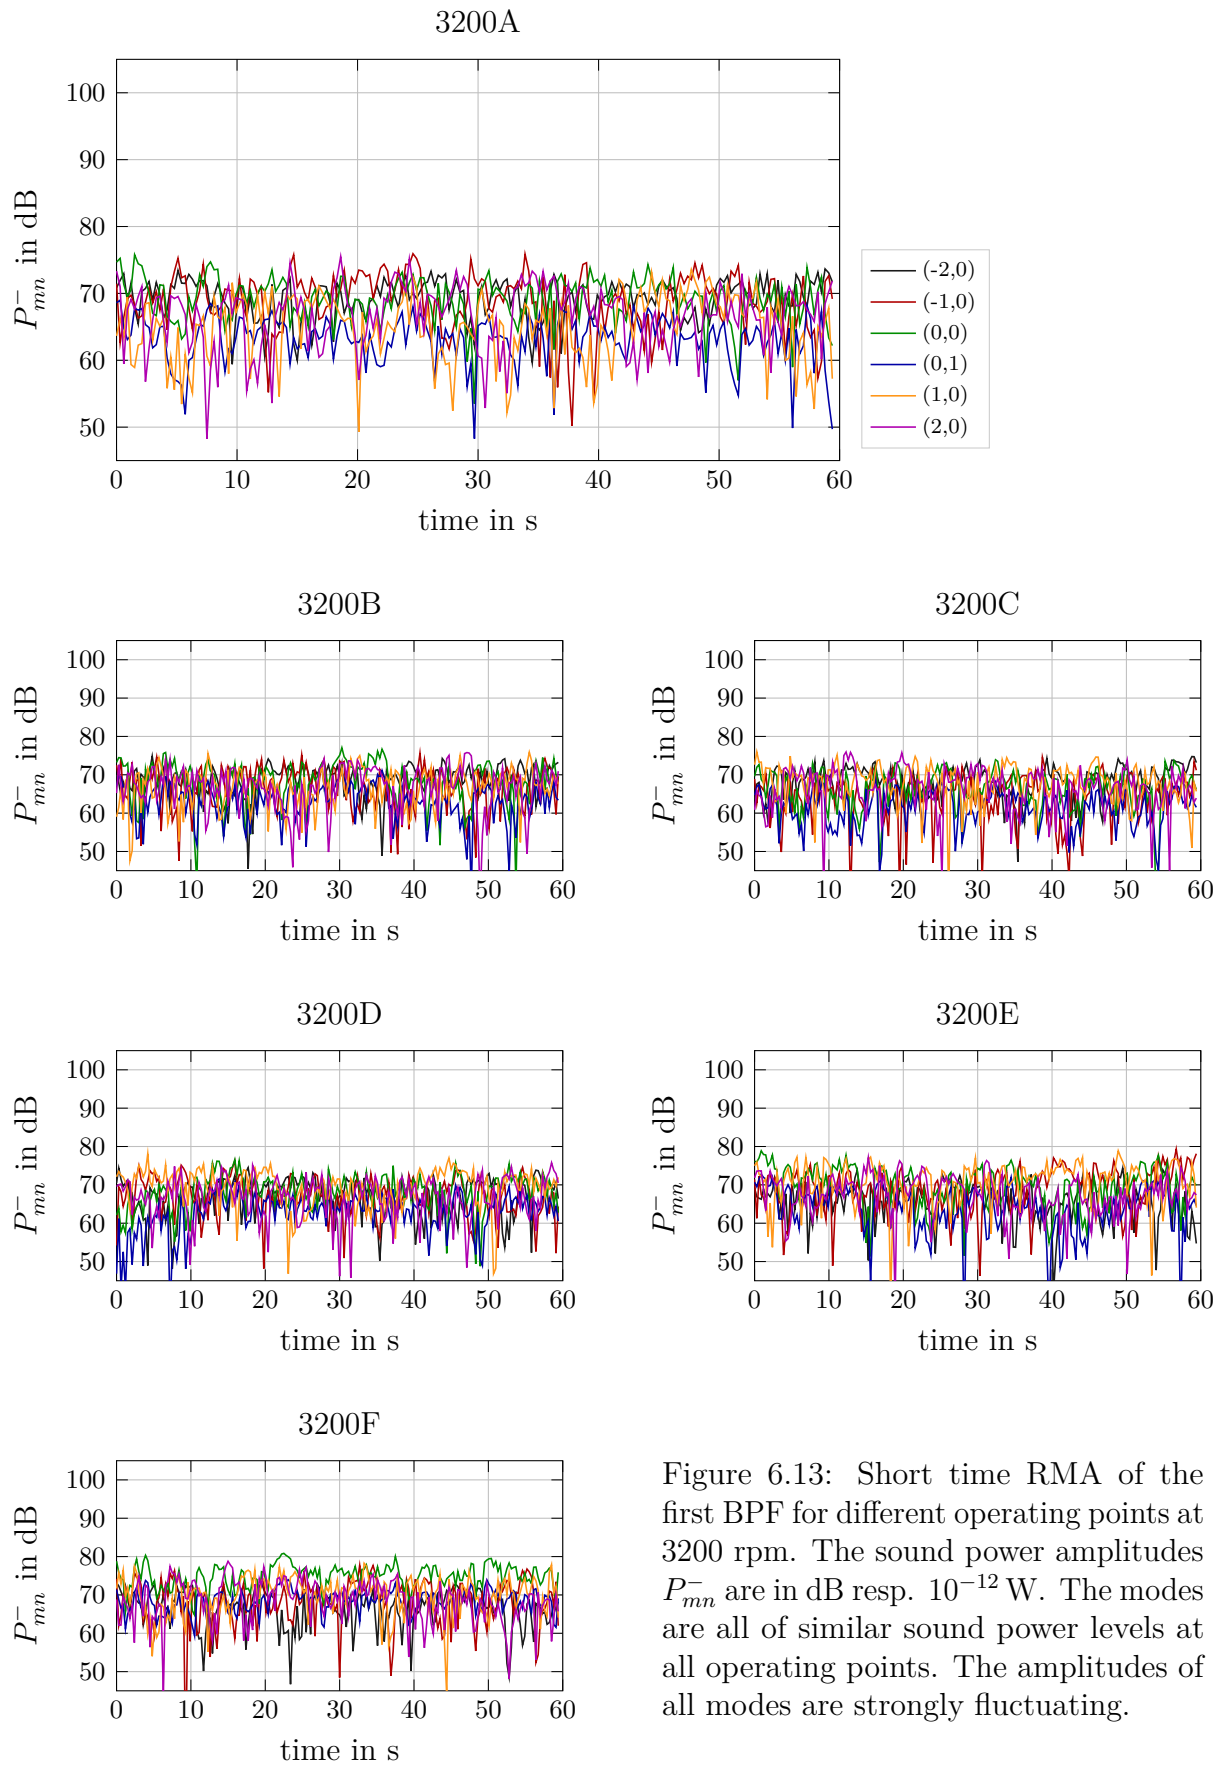 3200A
100
90
80
70
60
50
P⁻mn in dB
0 10 20 30 40 50 60
time in s
(-2,0)
(-1,0)
(0,0)
(0,1)
(1,0)
(2,0)
3200B
100
90
80
70
60
50
P⁻mn in dB
0 10 20 30 40 50 60
time in s
3200C
100
90
80
70
60
50
P⁻mn in dB
0 10 20 30 40 50 60
time in s
3200D
100
90
80
70
60
50
P⁻mn in dB
0 10 20 30 40 50 60
time in s
3200E
100
90
80
70
60
50
P⁻mn in dB
0 10 20 30 40 50 60
time in s
3200F
100
90
80
70
60
50
P⁻mn in dB
0 10 20 30 40 50 60
time in s
Figure 6.13: Short time RMA of the
first BPF for different operating points at
3200 rpm. The sound power amplitudes
P⁻mn are in dB resp. 10⁻¹² W. The modes
are all of similar sound power levels at
all operating points. The amplitudes of
all modes are strongly fluctuating.